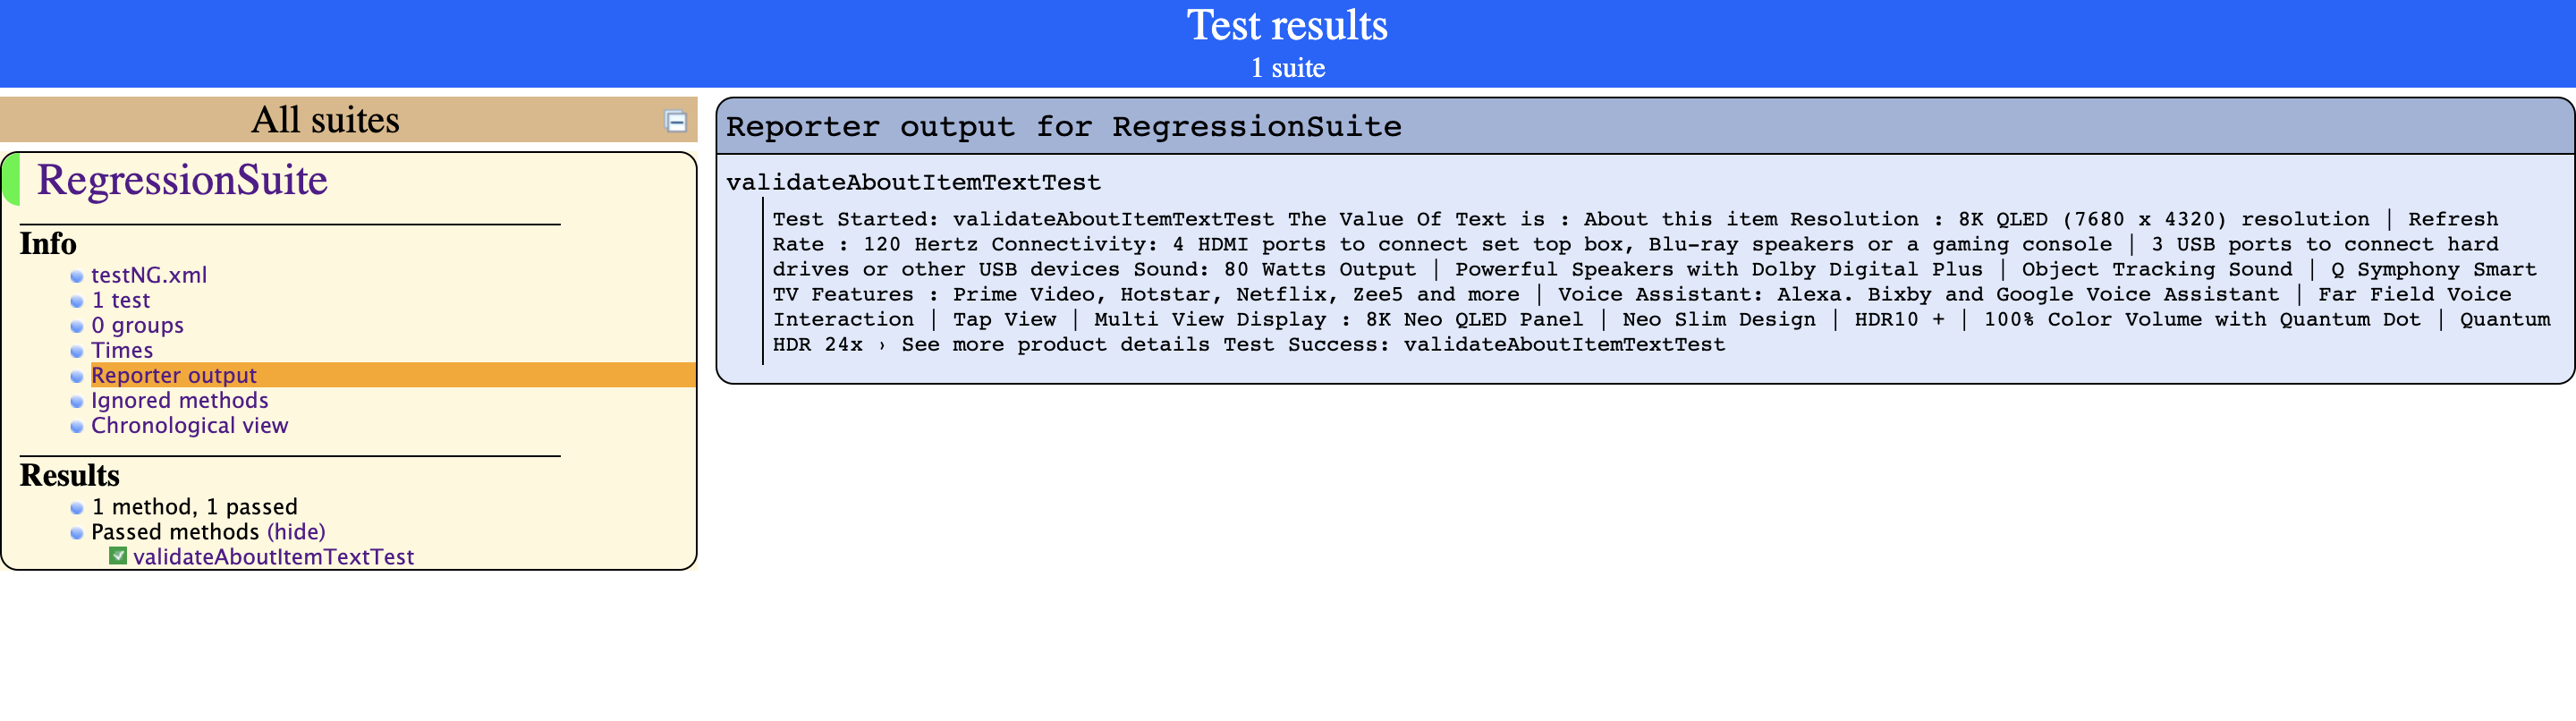 Test results
1 suite
All suites
RegressionSuite
Info
testNG.xml
1 test
0 groups
Times
Reporter output
Ignored methods
Chronological view
Results
1 method, 1 passed
Passed methods (hide)
validateAboutItemTextTest
Reporter output for RegressionSuite
validateAboutItemTextTest
Test Started: validateAboutItemTextTest The Value Of Text is : About this item Resolution : 8K QLED (7680 x 4320) resolution | Refresh
Rate : 120 Hertz Connectivity: 4 HDMI ports to connect set top box, Blu-ray speakers or a gaming console | 3 USB ports to connect hard
drives or other USB devices Sound: 80 Watts Output | Powerful Speakers with Dolby Digital Plus | Object Tracking Sound | Q Symphony Smart
TV Features : Prime Video, Hotstar, Netflix, Zee5 and more | Voice Assistant: Alexa. Bixby and Google Voice Assistant | Far Field Voice
Interaction | Tap View | Multi View Display : 8K Neo QLED Panel | Neo Slim Design | HDR10 + | 100% Color Volume with Quantum Dot | Quantum
HDR 24x › See more product details Test Success: validateAboutItemTextTest